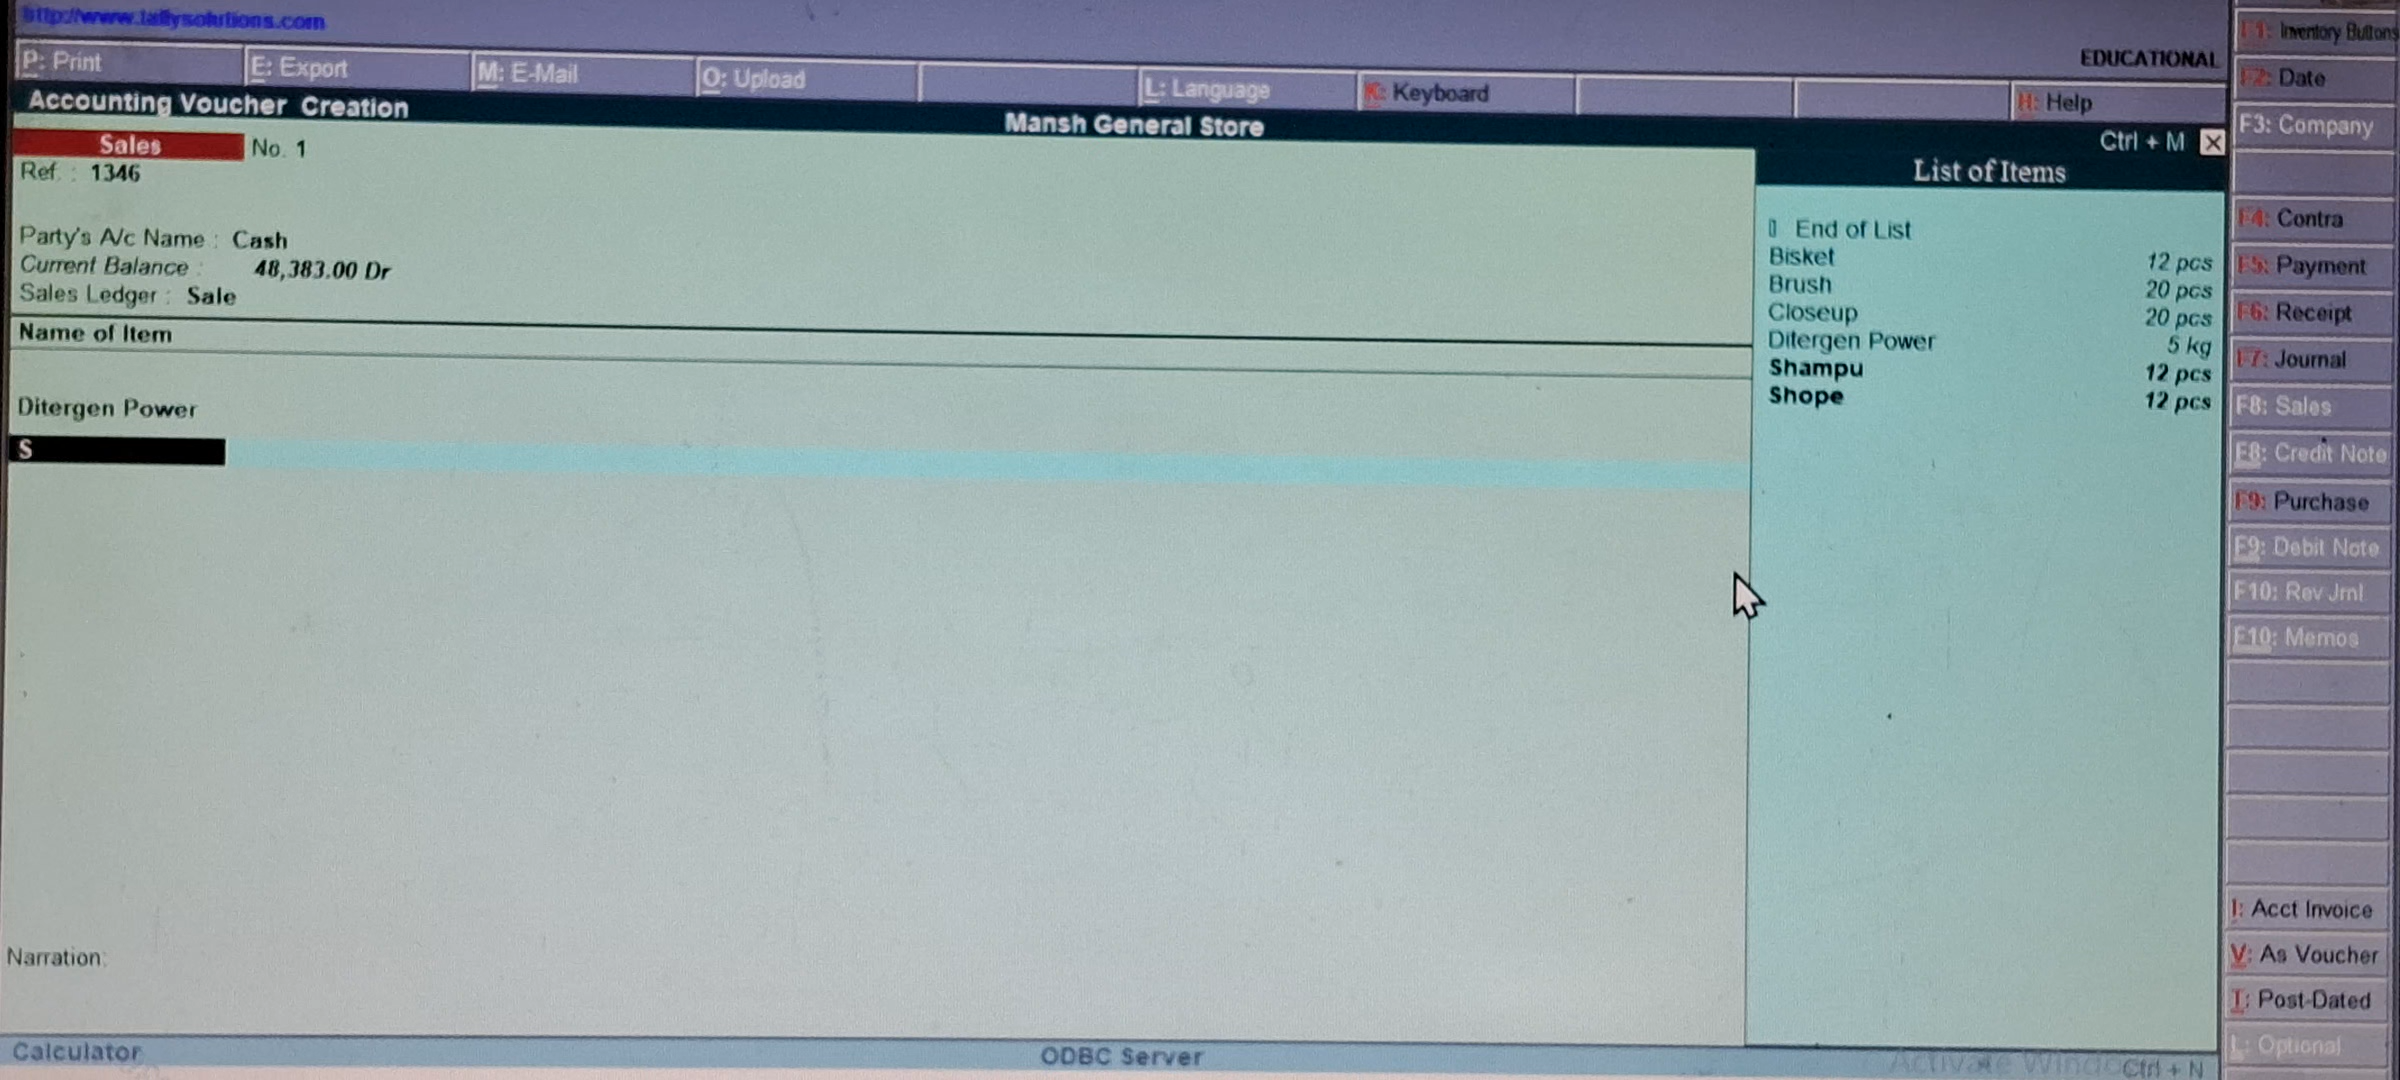 http://www.tallysolutions.com
EDUCATIONAL
P: Print E: Export M: E-Mail O: Upload L: Language K: Keyboard H: Help
Accounting Voucher Creation Mansh General Store Ctrl + M
Sales No. 1
Ref. : 1346
Party's A/c Name : Cash
Current Balance : 48,383.00 Dr
Sales Ledger : Sale
Name of Item
Ditergen Power
S
Narration:
List of Items
End of List
Bisket 12 pcs
Brush 20 pcs
Closeup 20 pcs
Ditergen Power 5 kg
Shampu 12 pcs
Shope 12 pcs
F1: Inventory Buttons
F2: Date
F3: Company
F4: Contra
F5: Payment
F6: Receipt
F7: Journal
F8: Sales
F8: Credit Note
F9: Purchase
F9: Debit Note
F10: Rev Jrnl
F10: Memos
I: Acct Invoice
V: As Voucher
T: Post-Dated
L: Optional
Calculator ODBC Server Ctrl + N